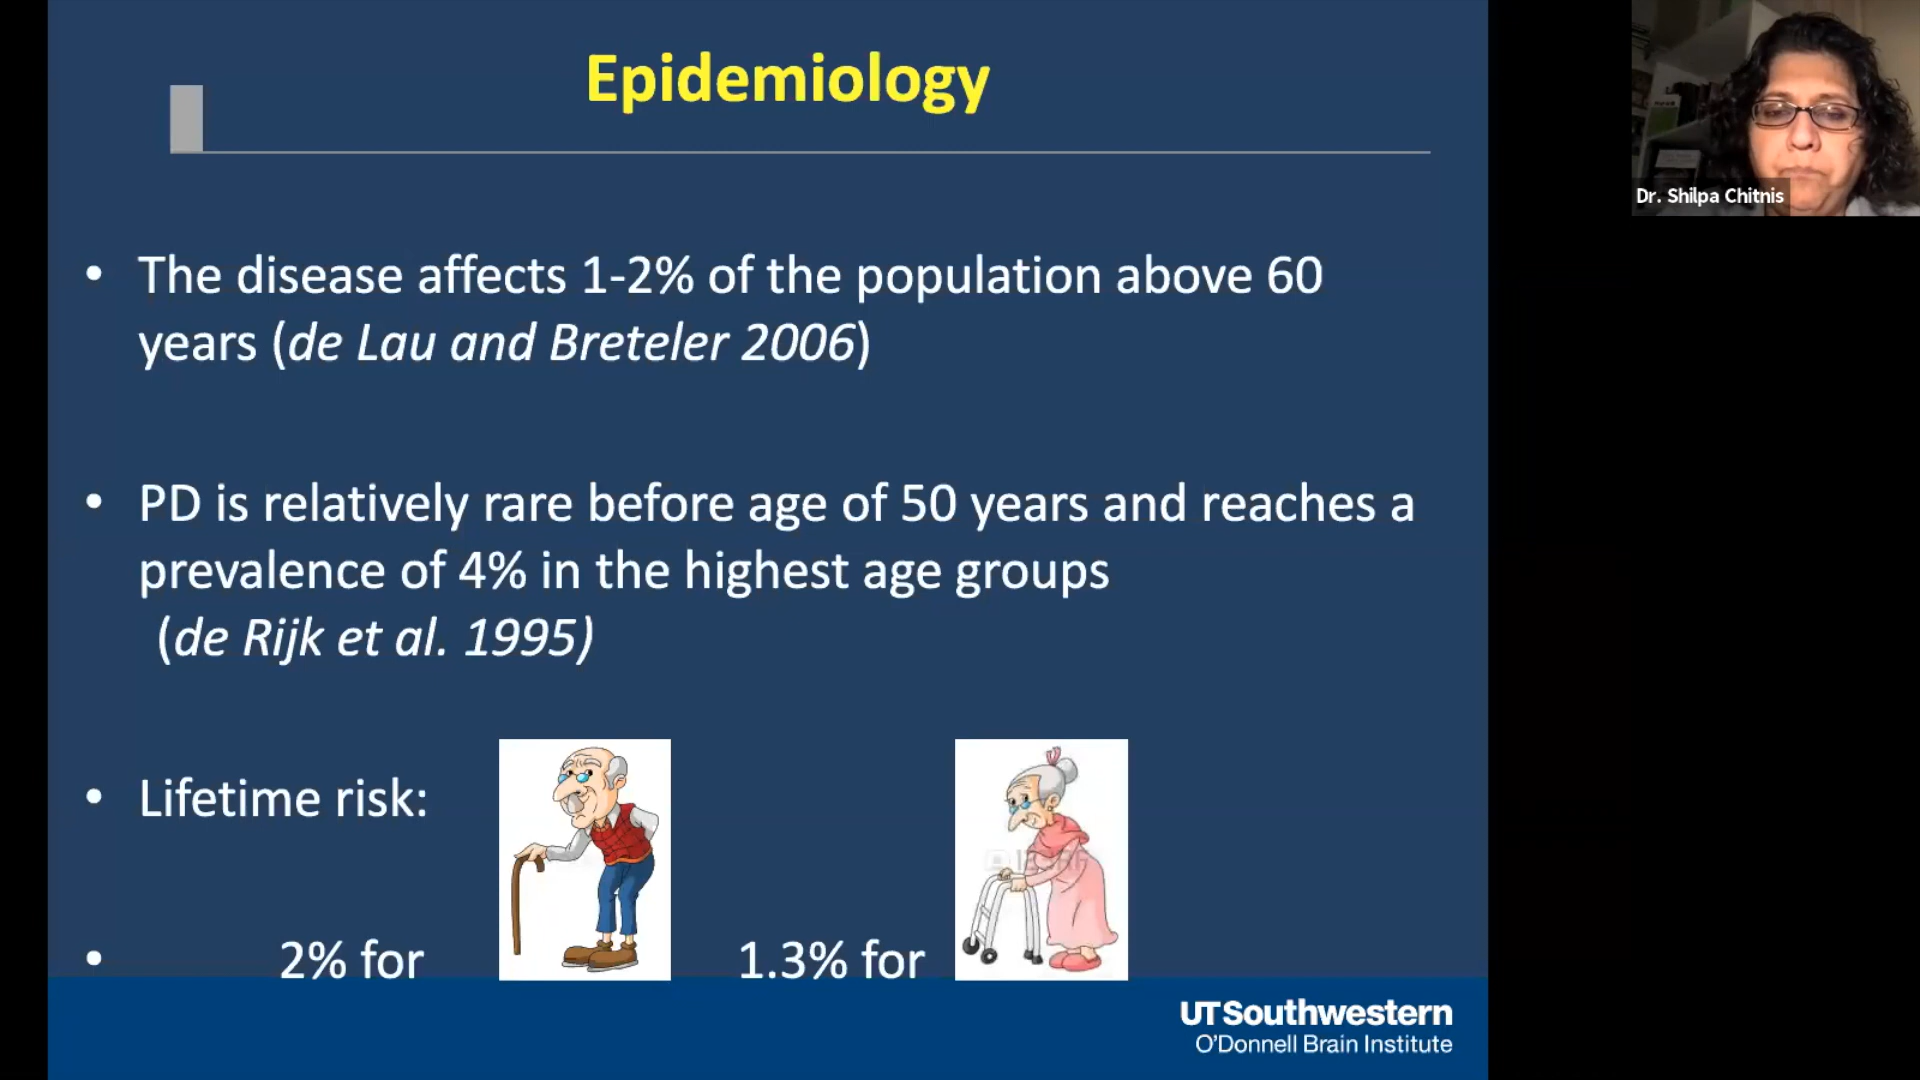 Epidemiology
Dr. Shilpa Chitnis
• The disease affects 1-2% of the population above 60
years (de Lau and Breteler 2006)
• PD is relatively rare before age of 50 years and reaches a
prevalence of 4% in the highest age groups
(de Rijk et al. 1995)
• Lifetime risk:
• 2% for 1.3% for
UTSouthwestern
O'Donnell Brain Institute